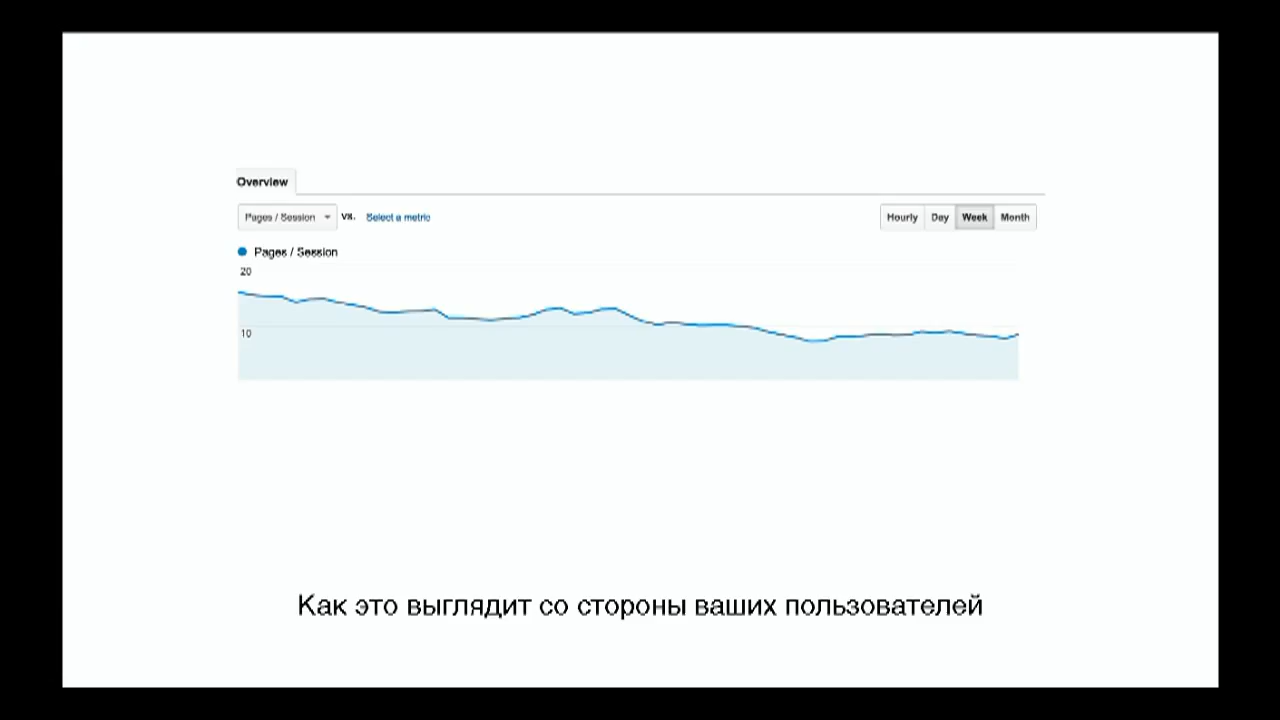 Overview
Pages / Session VS. Select a metric Hourly Day Week Month
Pages / Session
20
10
Как это выглядит со стороны ваших пользователей